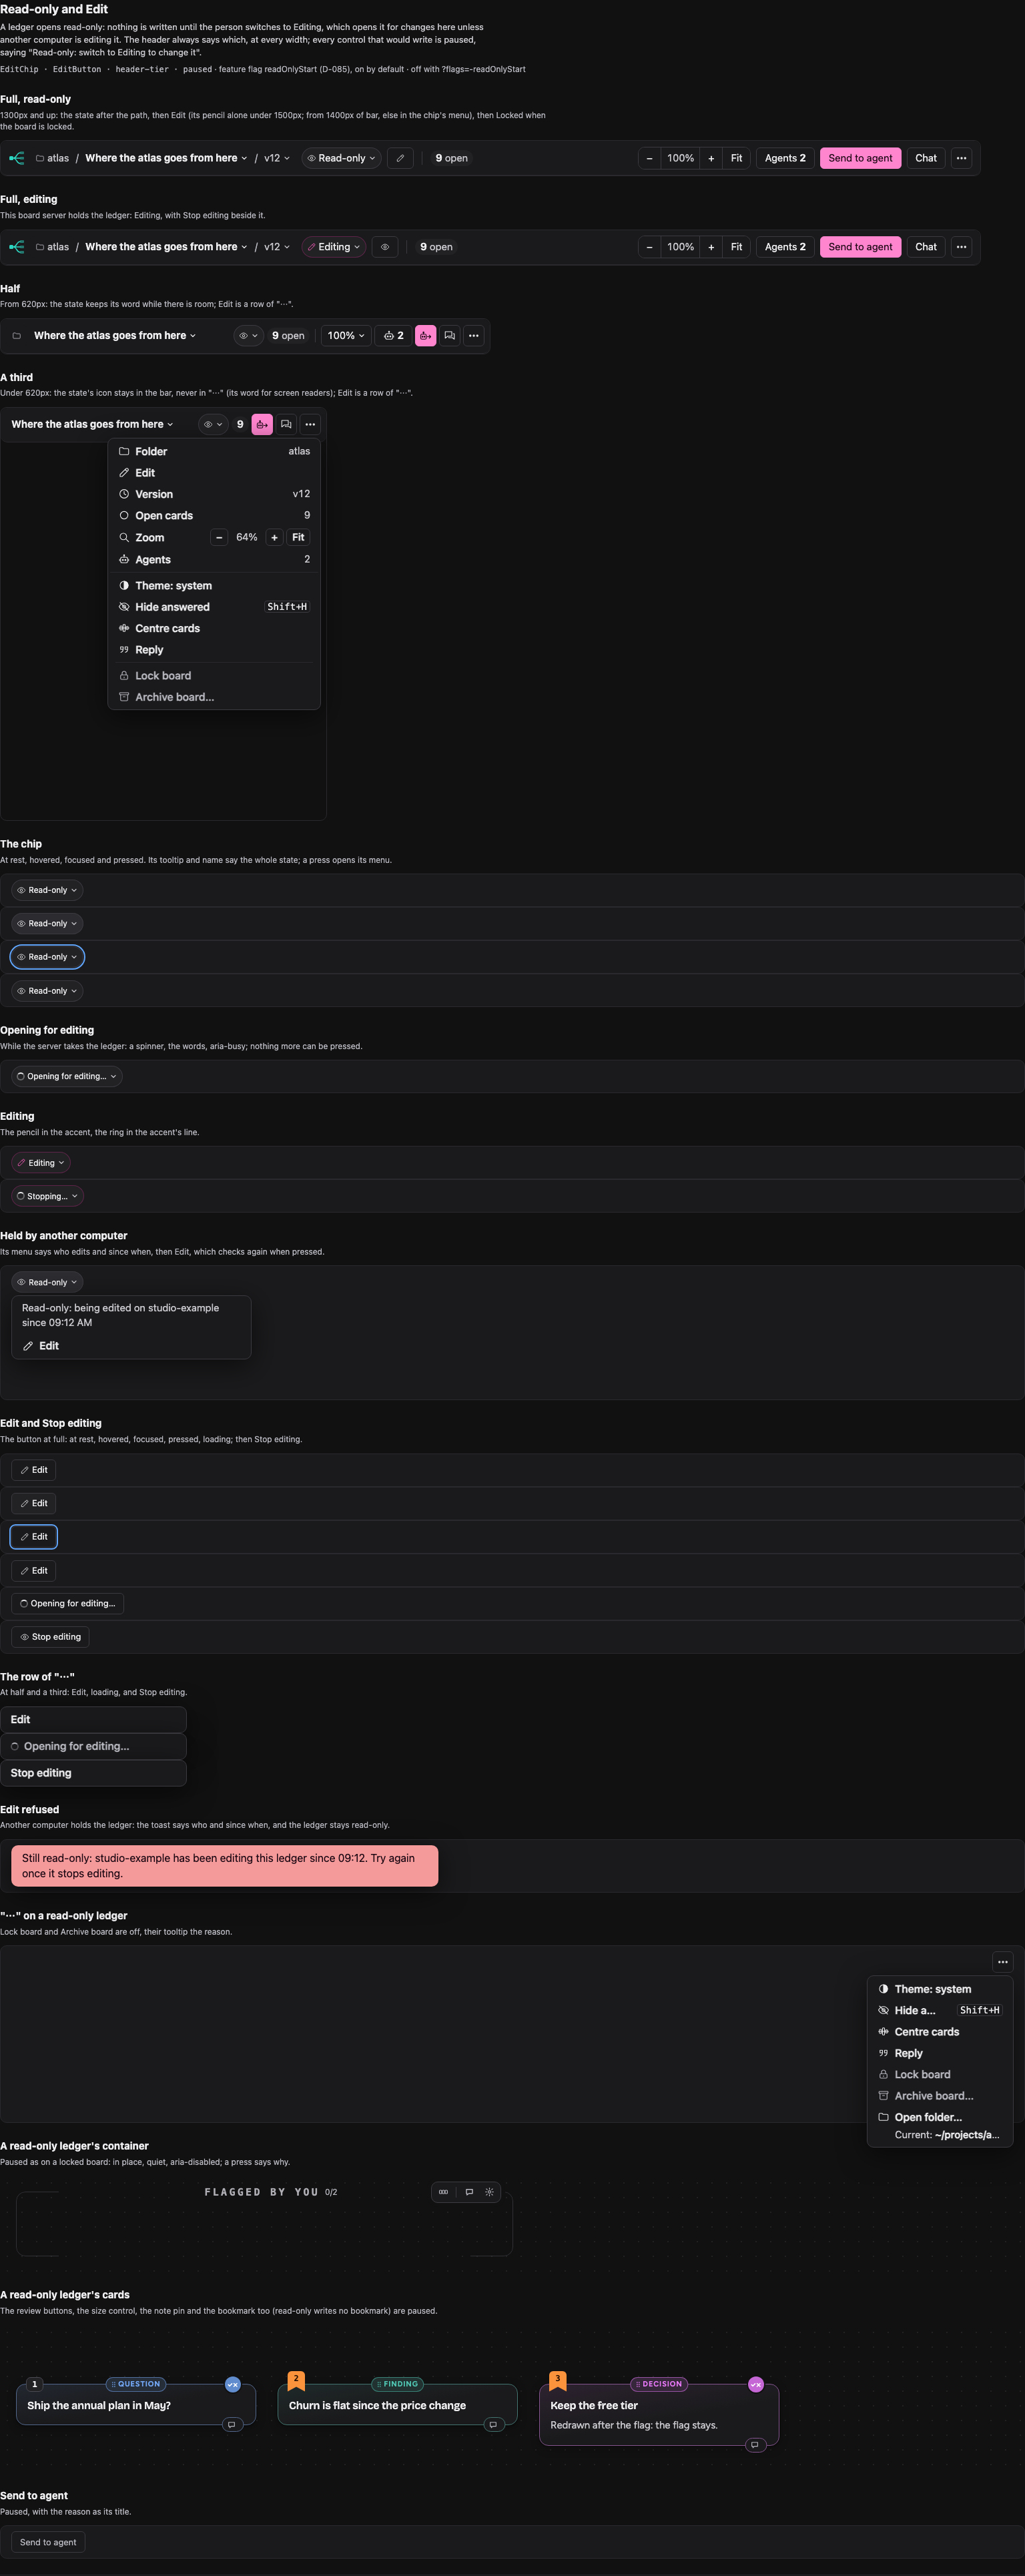 Read-only and Edit
A ledger opens read-only: nothing is written until the person switches to Editing, which opens it for changes here unless
another computer is editing it. The header always says which, at every width; every control that would write is paused,
saying "Read-only: switch to Editing to change it".
EditChip · EditButton · header-tier · paused · feature flag readOnlyStart (D-085), on by default · off with ?flags=-readOnlyStart
Full, read-only
1300px and up: the state after the path, then Edit (its pencil alone under 1500px; from 1400px of bar, else in the chip's menu), then Locked when
the board is locked.
atlas / Where the atlas goes from here / v12 Read-only 9 open − 100% + Fit Agents 2 Send to agent Chat ···
Full, editing
This board server holds the ledger: Editing, with Stop editing beside it.
atlas / Where the atlas goes from here / v12 Editing 9 open − 100% + Fit Agents 2 Send to agent Chat ···
Half
From 620px: the state keeps its word while there is room; Edit is a row of "···".
Where the atlas goes from here 9 open 100% 2 ···
A third
Under 620px: the state's icon stays in the bar, never in "···" (its word for screen readers); Edit is a row of "···".
Where the atlas goes from here 9 ···
Folder atlas
Edit
Version v12
Open cards 9
Zoom − 64% + Fit
Agents 2
Theme: system
Hide answered Shift+H
Centre cards
Reply
Lock board
Archive board...
The chip
At rest, hovered, focused and pressed. Its tooltip and name say the whole state; a press opens its menu.
Read-only
Read-only
Read-only
Read-only
Opening for editing
While the server takes the ledger: a spinner, the words, aria-busy; nothing more can be pressed.
Opening for editing...
Editing
The pencil in the accent, the ring in the accent's line.
Editing
Stopping...
Held by another computer
Its menu says who edits and since when, then Edit, which checks again when pressed.
Read-only
Read-only: being edited on studio-example
since 09:12 AM
Edit
Edit and Stop editing
The button at full: at rest, hovered, focused, pressed, loading; then Stop editing.
Edit
Edit
Edit
Edit
Opening for editing...
Stop editing
The row of "···"
At half and a third: Edit, loading, and Stop editing.
Edit
Opening for editing...
Stop editing
Edit refused
Another computer holds the ledger: the toast says who and since when, and the ledger stays read-only.
Still read-only: studio-example has been editing this ledger since 09:12. Try again
once it stops editing.
"···" on a read-only ledger
Lock board and Archive board are off, their tooltip the reason.
···
Theme: system
Hide a... Shift+H
Centre cards
Reply
Lock board
Archive board...
Open folder...
Current: ~/projects/a...
A read-only ledger's container
Paused as on a locked board: in place, quiet, aria-disabled; a press says why.
FLAGGED BY YOU 0/2
A read-only ledger's cards
The review buttons, the size control, the note pin and the bookmark too (read-only writes no bookmark) are paused.
1 QUESTION
Ship the annual plan in May?
2 FINDING
Churn is flat since the price change
3 DECISION
Keep the free tier
Redrawn after the flag: the flag stays.
Send to agent
Paused, with the reason as its title.
Send to agent